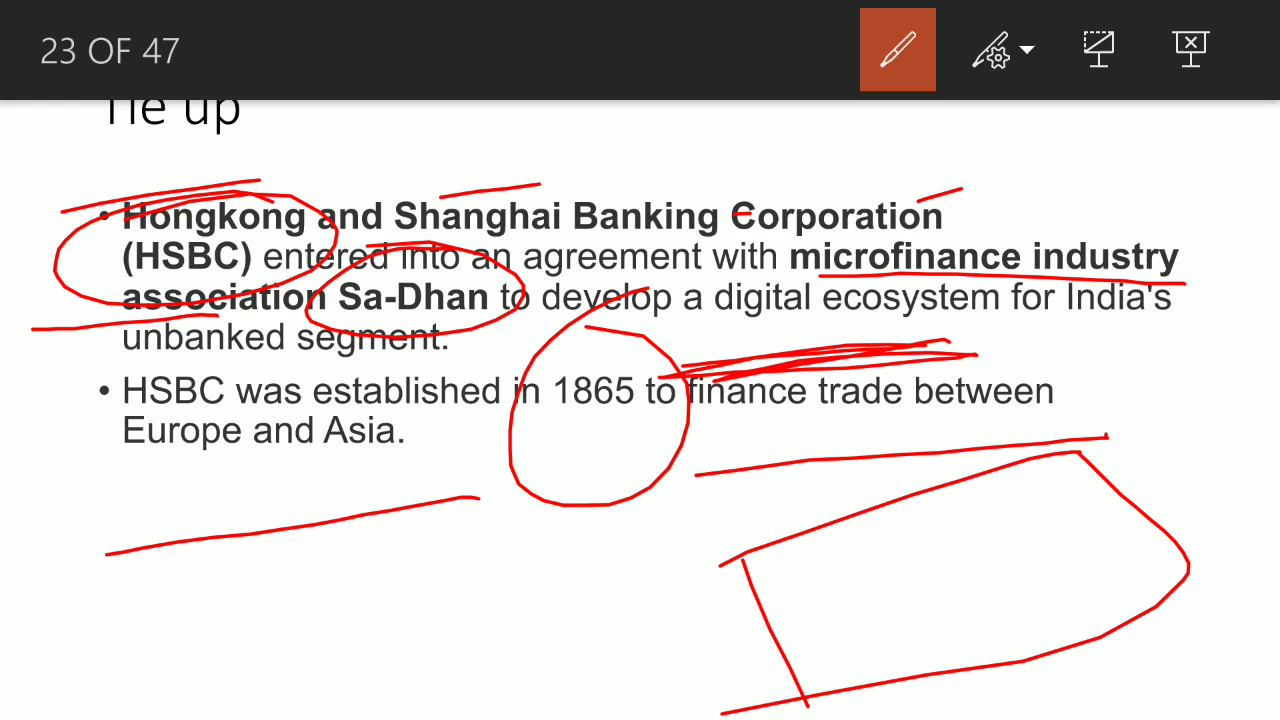 23 OF 47
Tie up
• Hongkong and Shanghai Banking Corporation
(HSBC) entered into an agreement with microfinance industry
association Sa-Dhan to develop a digital ecosystem for India's
unbanked segment.
• HSBC was established in 1865 to finance trade between
Europe and Asia.